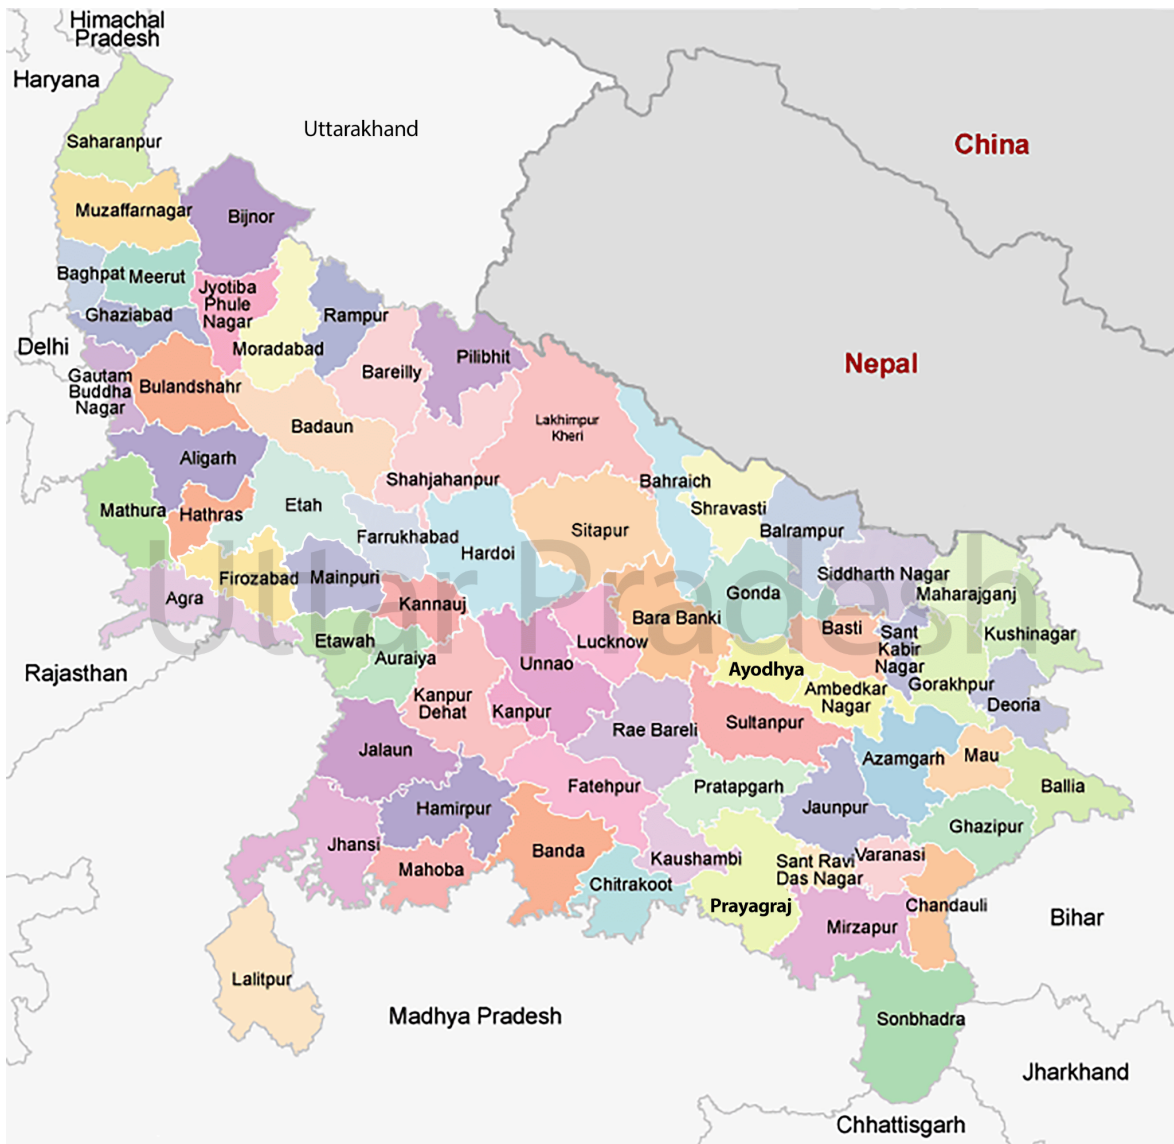 Himachal
Pradesh
Haryana
Uttarakhand
China
Saharanpur
Muzaffarnagar
Bijnor
Baghpat
Meerut
Jyotiba
Phule
Nagar
Ghaziabad
Rampur
Delhi
Moradabad
Pilibhit
Nepal
Gautam
Buddha
Nagar
Bulandshahr
Bareilly
Badaun
Lakhimpur
Kheri
Aligarh
Shahjahanpur
Bahraich
Mathura
Hathras
Etah
Shravasti
Farrukhabad
Sitapur
Balrampur
Hardoi
Uttar Pradesh
Firozabad
Mainpuri
Siddharth Nagar
Agra
Kannauj
Gonda
Maharajganj
Bara Banki
Etawah
Lucknow
Basti
Sant
Kabir
Nagar
Kushinagar
Auraiya
Unnao
Ayodhya
Rajasthan
Gorakhpur
Kanpur
Dehat
Ambedkar
Nagar
Kanpur
Deoria
Rae Bareli
Sultanpur
Jalaun
Azamgarh
Mau
Fatehpur
Pratapgarh
Ballia
Hamirpur
Jaunpur
Ghazipur
Jhansi
Banda
Kaushambi
Sant Ravi
Das Nagar
Varanasi
Mahoba
Chitrakoot
Prayagraj
Chandauli
Mirzapur
Bihar
Lalitpur
Madhya Pradesh
Sonbhadra
Jharkhand
Chhattisgarh